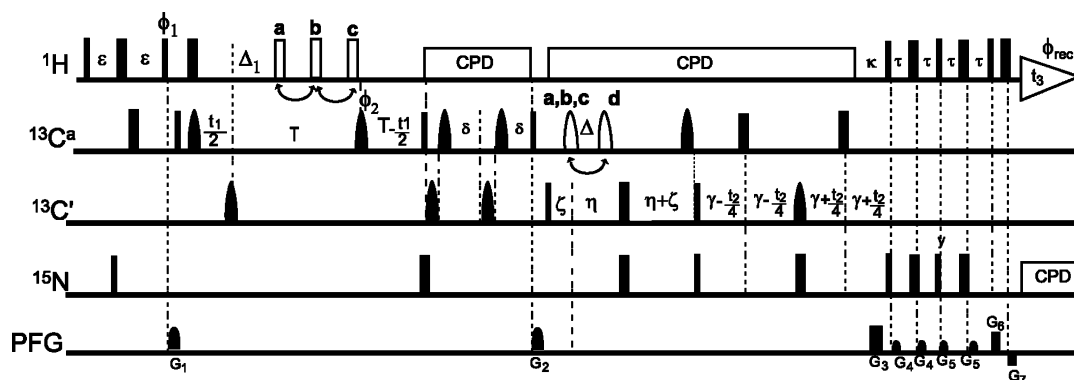 ϕ1 a b c
1H ε ε Δ1 CPD CPD κ τ τ τ τ ϕrec t3
ϕ2 a,b,c d
13Ca t1/2 T T-t1/2 δ δ Δ
13C' ζ η η+ζ γ-t2/4 γ-t2/4 γ+t2/4 γ+t2/4
y
15N CPD
PFG G1 G2 G3 G4 G4 G5 G5 G6 G7